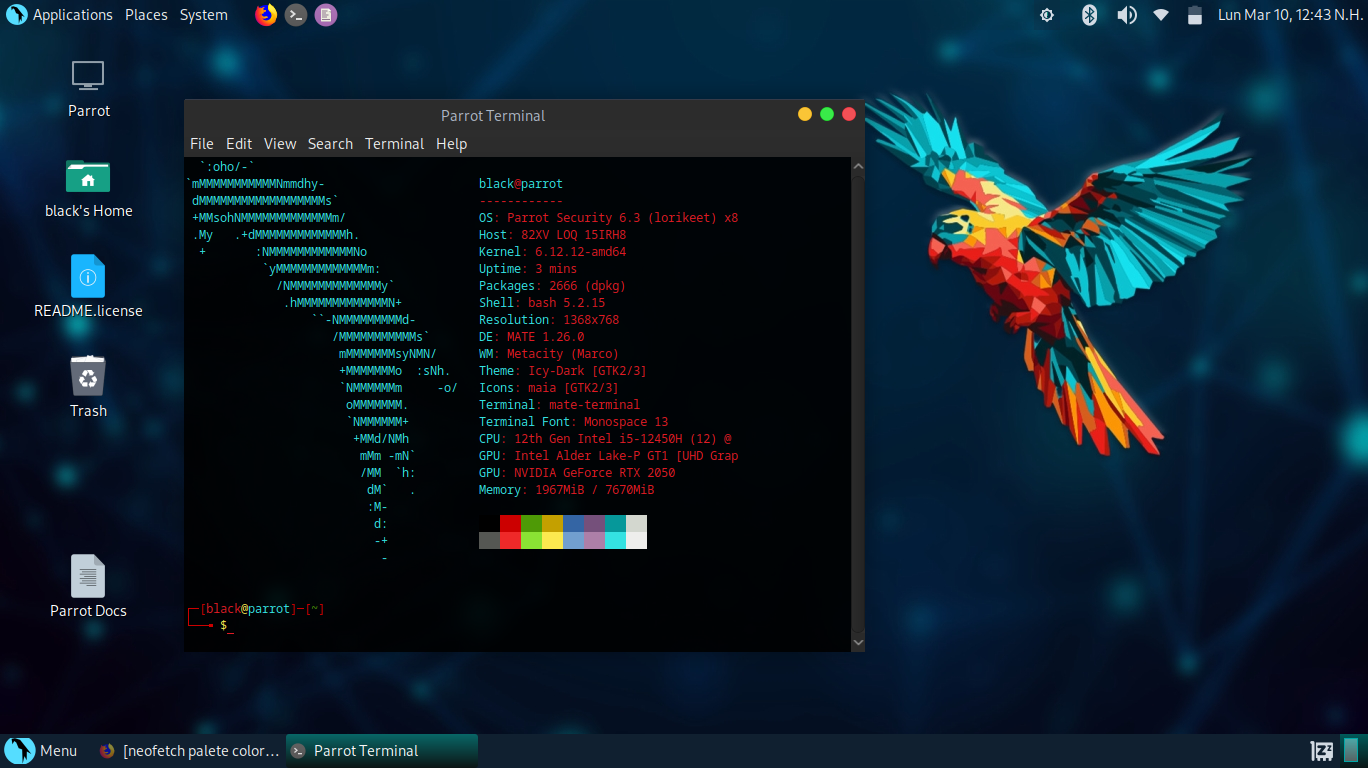 Applications Places System
Lun Mar 10, 12:43 N.H.
Parrot
black's Home
README.license
Trash
Parrot Docs
Parrot Terminal
File Edit View Search Terminal Help
`:oho/-`
`mMMMMMMMMMMMNmmdhy- black@parrot
dMMMMMMMMMMMMMMMMMMs` ------------
+MMsohNMMMMMMMMMMMMMm/ OS: Parrot Security 6.3 (lorikeet) x8
.My .+dMMMMMMMMMMMMMh. Host: 82XV LOQ 15IRH8
+ :NMMMMMMMMMMMMNo Kernel: 6.12.12-amd64
`yMMMMMMMMMMMMMm: Uptime: 3 mins
/NMMMMMMMMMMMMMy` Packages: 2666 (dpkg)
.hMMMMMMMMMMMMMN+ Shell: bash 5.2.15
``-NMMMMMMMMMd- Resolution: 1368x768
/MMMMMMMMMMMs` DE: MATE 1.26.0
mMMMMMMMsyNMN/ WM: Metacity (Marco)
+MMMMMMMo :sNh. Theme: Icy-Dark [GTK2/3]
`NMMMMMMm -o/ Icons: maia [GTK2/3]
oMMMMMMM. Terminal: mate-terminal
`NMMMMMM+ Terminal Font: Monospace 13
+MMd/NMh CPU: 12th Gen Intel i5-12450H (12) @
mMm -mN` GPU: Intel Alder Lake-P GT1 [UHD Grap
/MM `h: GPU: NVIDIA GeForce RTX 2050
dM` . Memory: 1967MiB / 7670MiB
:M-
d:
-+
-
┌─[black@parrot]─[~]
└──╼ $_
Menu
[neofetch palete color...
Parrot Terminal